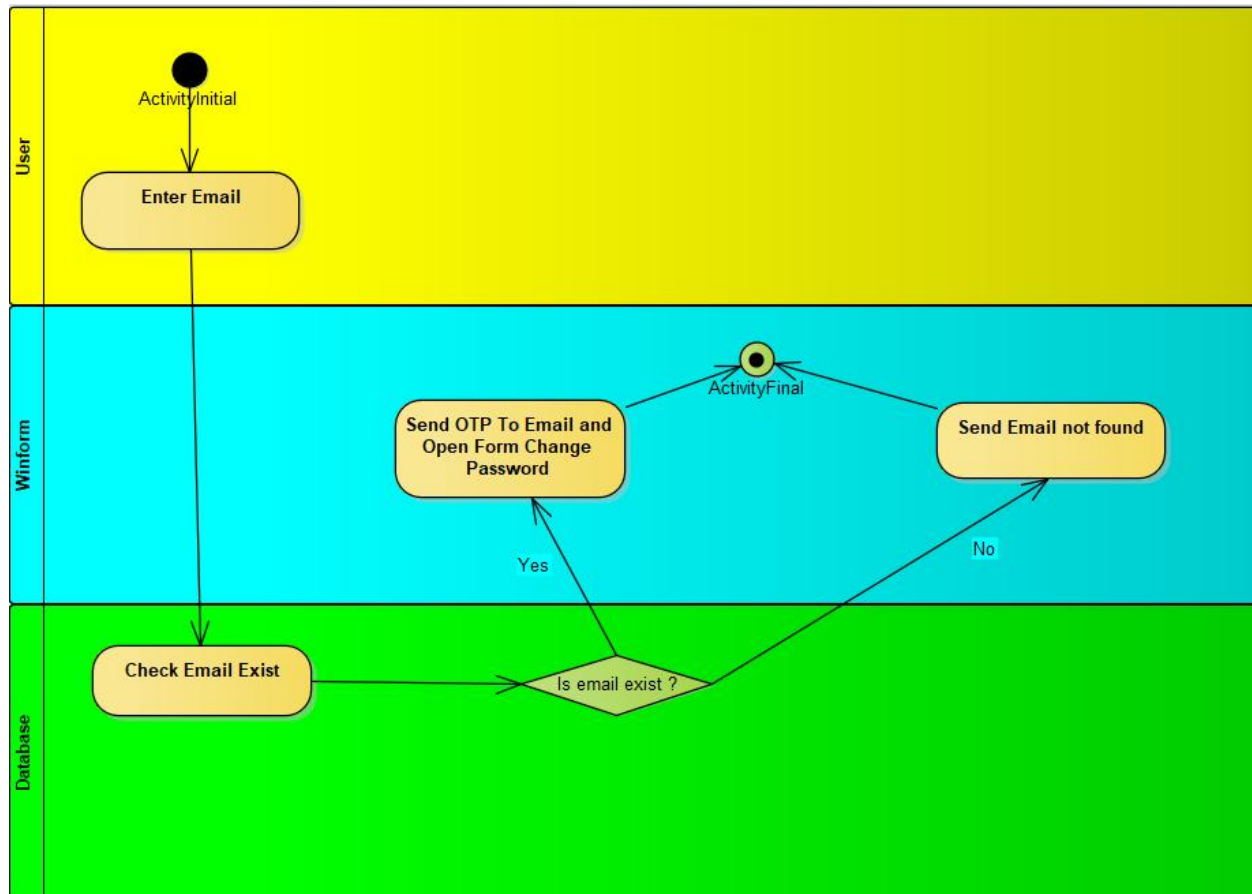 User
ActivityInitial
Enter Email
Winform
ActivityFinal
Send OTP To Email and
Open Form Change
Password
Send Email not found
Yes
No
Database
Check Email Exist
Is email exist ?